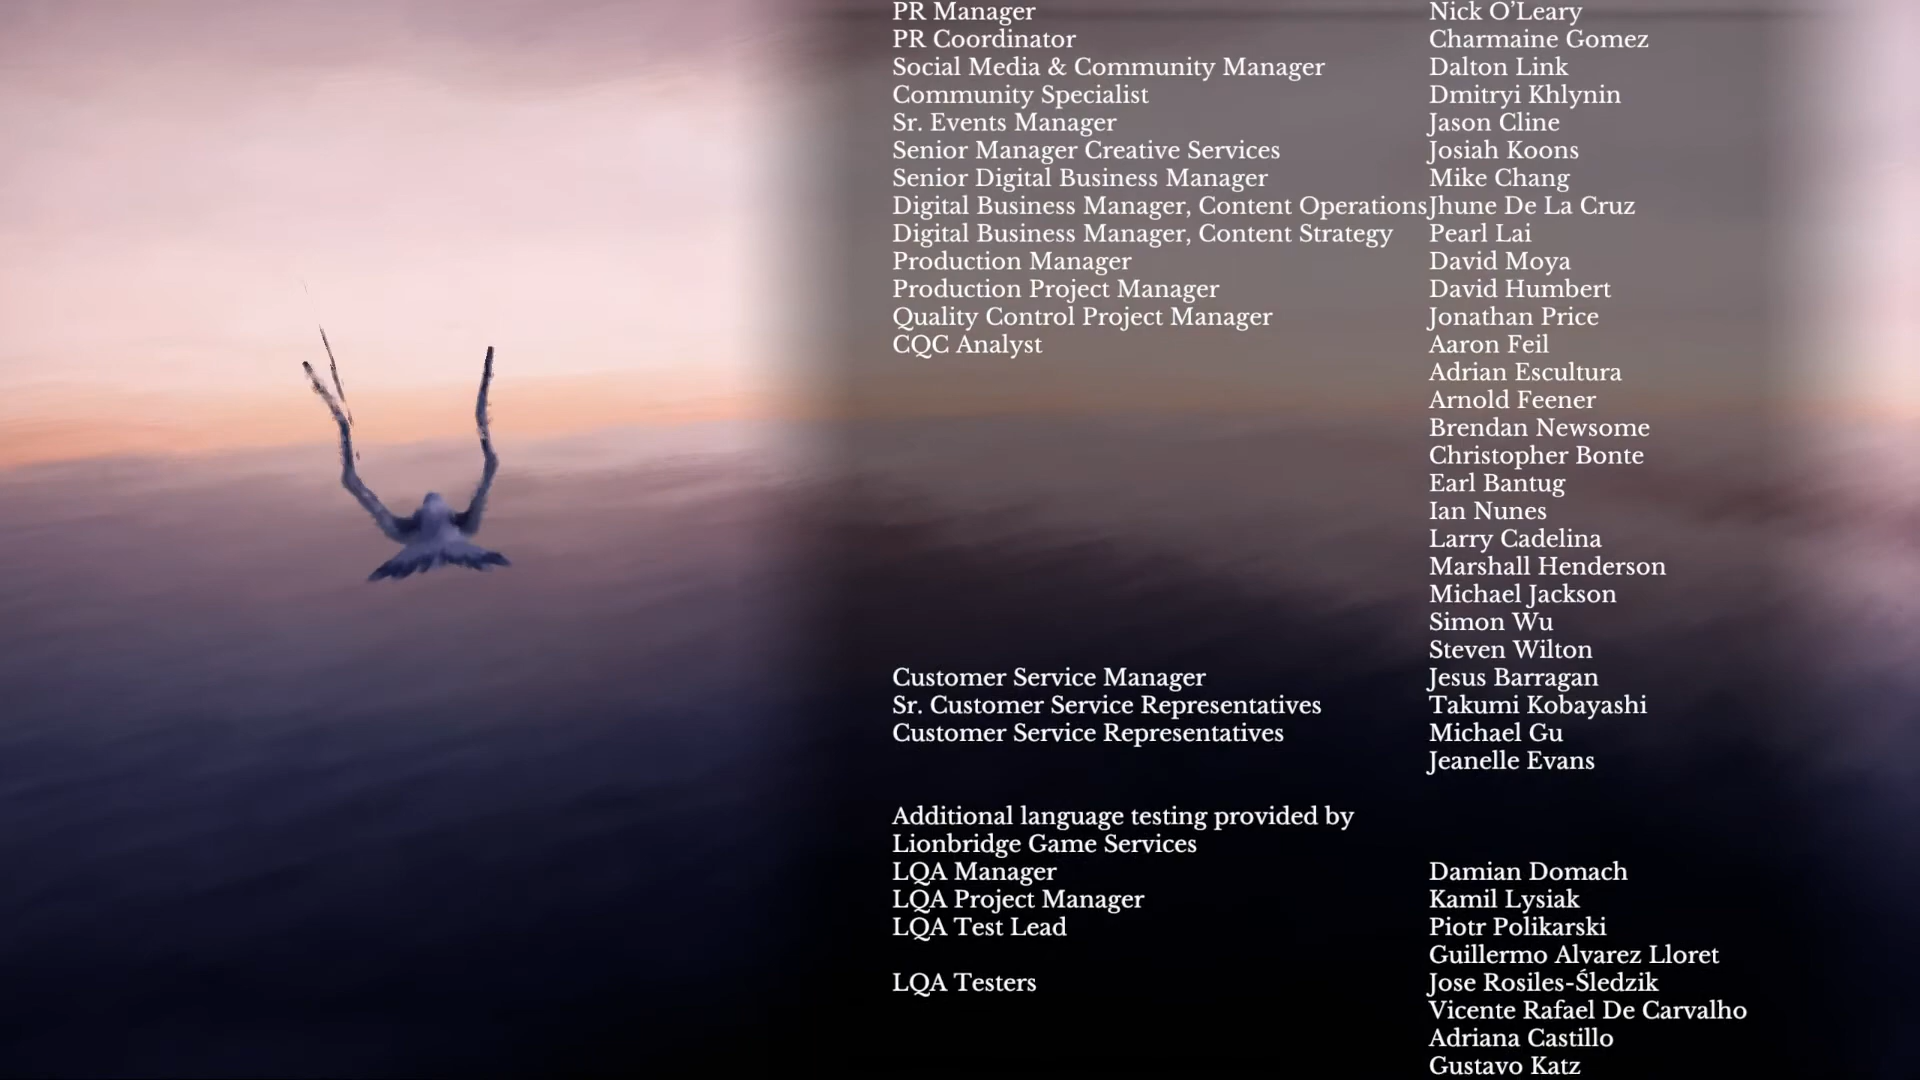 PR Manager Nick O’Leary
PR Coordinator Charmaine Gomez
Social Media & Community Manager Dalton Link
Community Specialist Dmitryi Khlynin
Sr. Events Manager Jason Cline
Senior Manager Creative Services Josiah Koons
Senior Digital Business Manager Mike Chang
Digital Business Manager, Content Operations Jhune De La Cruz
Digital Business Manager, Content Strategy Pearl Lai
Production Manager David Moya
Production Project Manager David Humbert
Quality Control Project Manager Jonathan Price
CQC Analyst Aaron Feil
Adrian Escultura
Arnold Feener
Brendan Newsome
Christopher Bonte
Earl Bantug
Ian Nunes
Larry Cadelina
Marshall Henderson
Michael Jackson
Simon Wu
Steven Wilton
Customer Service Manager Jesus Barragan
Sr. Customer Service Representatives Takumi Kobayashi
Customer Service Representatives Michael Gu
Jeanelle Evans
Additional language testing provided by
Lionbridge Game Services
LQA Manager Damian Domach
LQA Project Manager Kamil Lysiak
LQA Test Lead Piotr Polikarski
Guillermo Alvarez Lloret
LQA Testers Jose Rosiles-Śledzik
Vicente Rafael De Carvalho
Adriana Castillo
Gustavo Katz